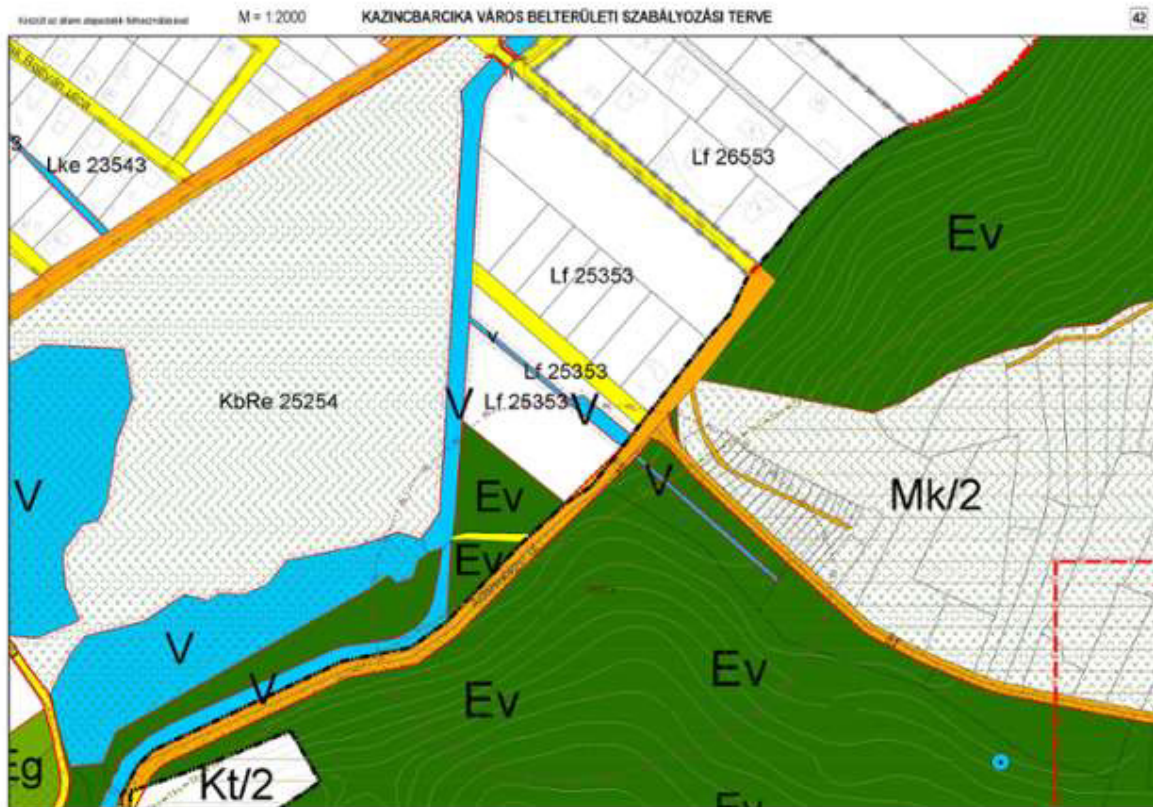 M = 1:2000
KAZINCBARCIKA VÁROS BELTERÜLETI SZABÁLYOZÁSI TERVE
42
Lke 23543
Lf 26553
Ev
Lf 25353
V
Lf 25353
KbRe 25254
V
Lf 25353
V
V
Ev
V
Mk/2
Ev
V
Ev
V
Ev
Eg
Kt/2
Ev